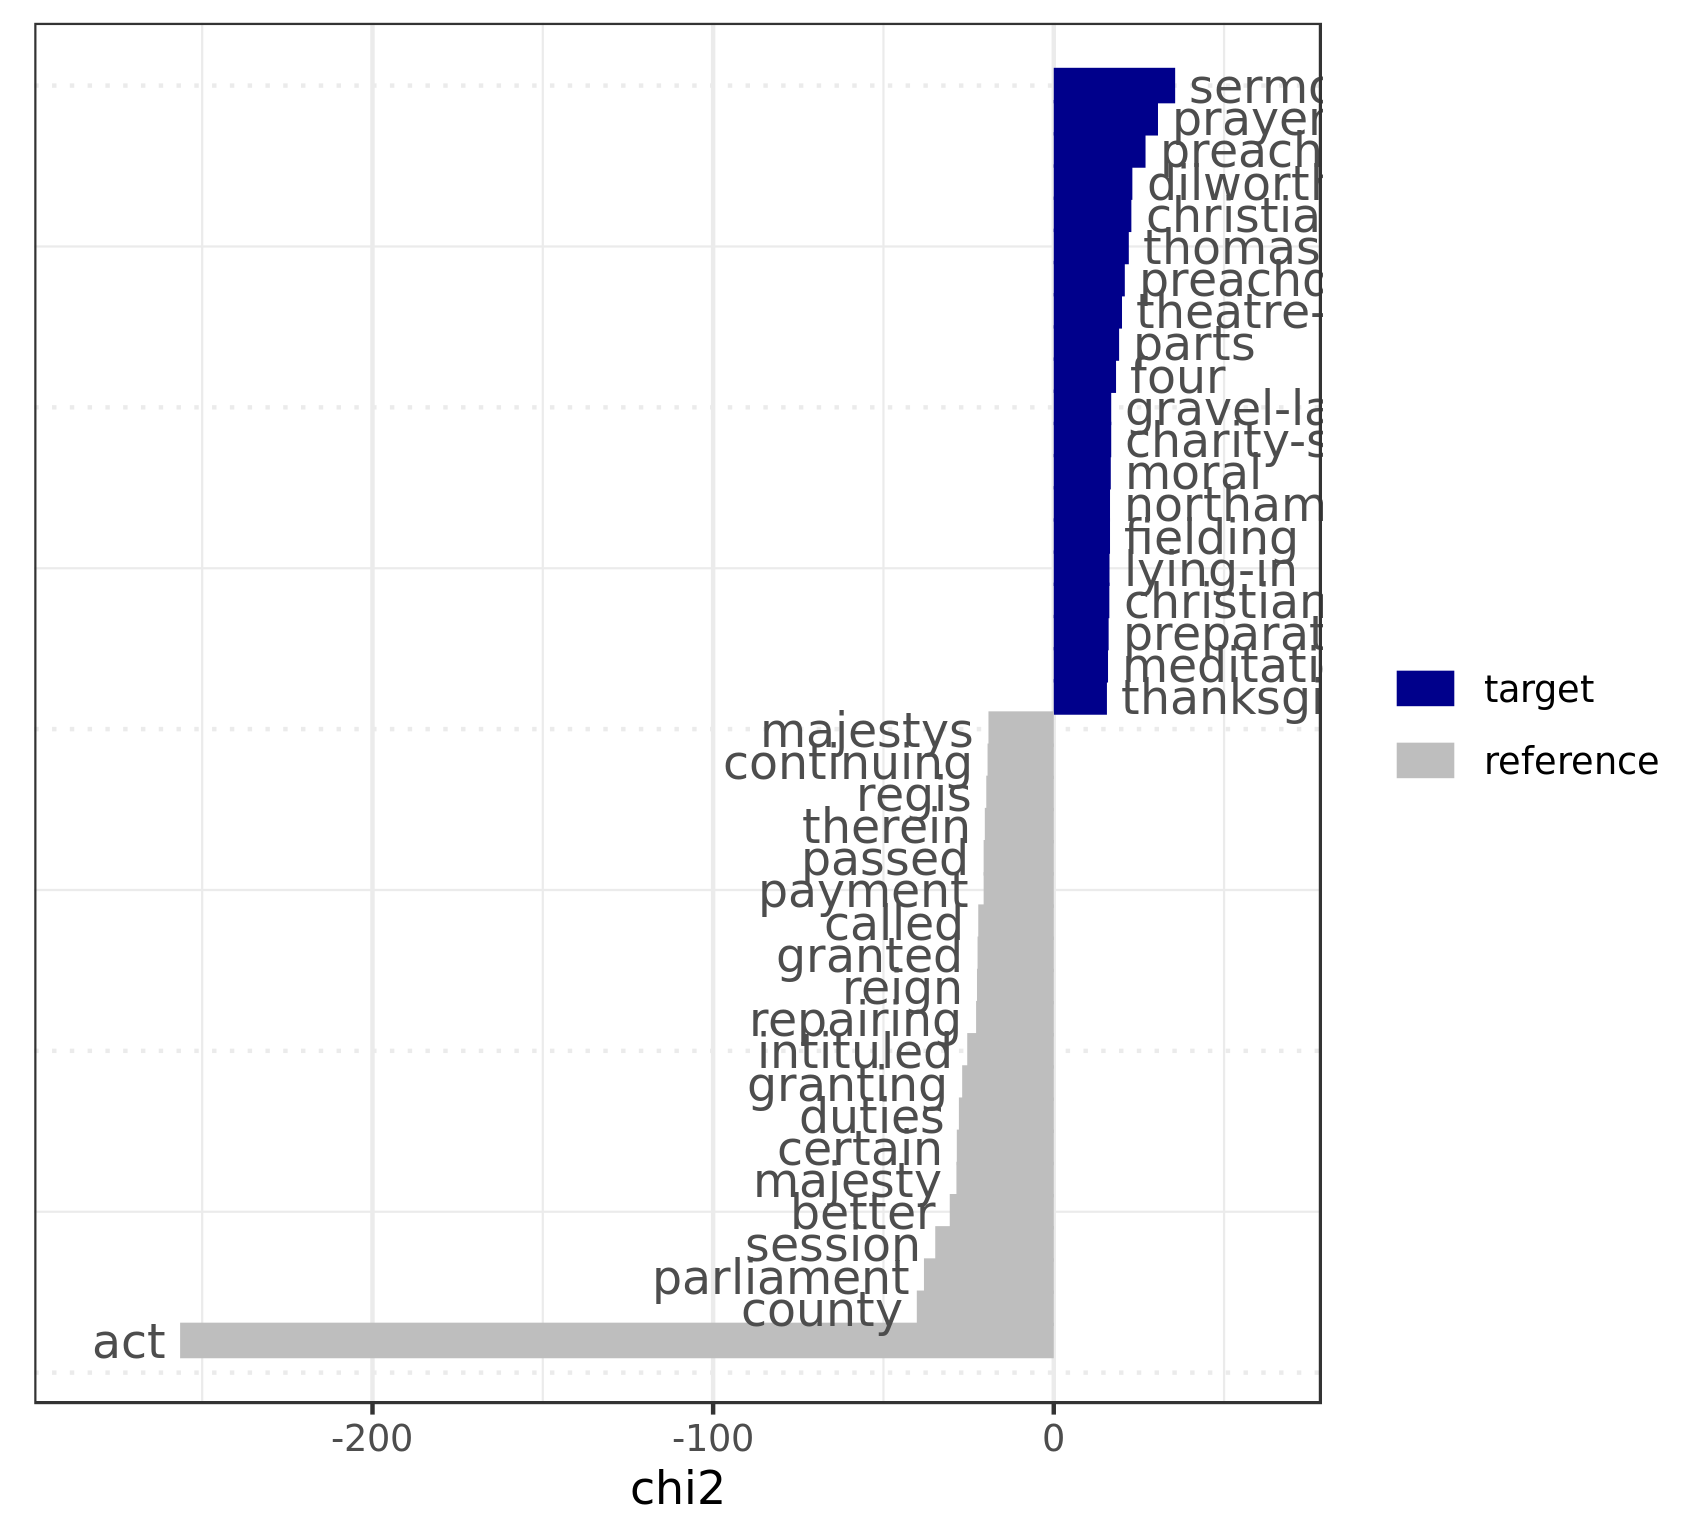 sermo
prayer
preach
dilworth
christia
thomas
preach
theatre-
parts
four
gravel-la
charity-s
moral
northam
fielding
lying-in
christian
preparat
meditati
thanksgi
majestys
continuing
regis
therein
passed
payment
called
granted
reign
repairing
intituled
granting
duties
certain
majesty
better
session
parliament
county
act
target
reference
-200
-100
0
chi2